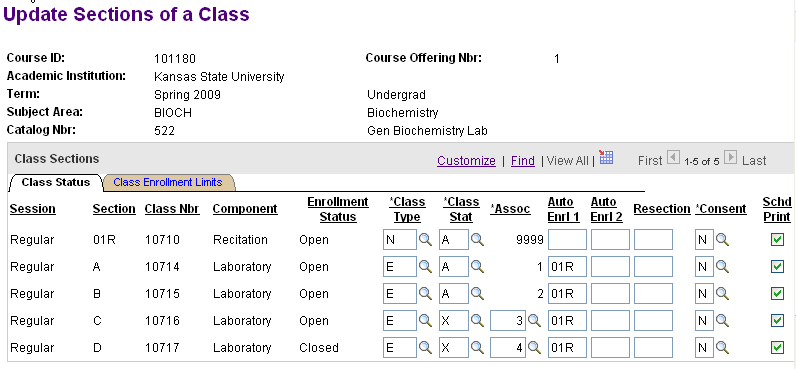 Update Sections of a Class
Course ID: 101180 Course Offering Nbr: 1
Academic Institution: Kansas State University
Term: Spring 2009 Undergrad
Subject Area: BIOCH Biochemistry
Catalog Nbr: 522 Gen Biochemistry Lab
Class Sections Customize | Find | View All | First 1-5 of 5 Last
Class Status Class Enrollment Limits
Session Section Class Nbr Component Enrollment Status *Class Type *Class Stat *Assoc Auto Enrl 1 Auto Enrl 2 Resection *Consent Schd Print
Regular 01R 10710 Recitation Open N A 9999 N
Regular A 10714 Laboratory Open E A 1 01R N
Regular B 10715 Laboratory Open E A 2 01R N
Regular C 10716 Laboratory Open E X 3 01R N
Regular D 10717 Laboratory Closed E X 4 01R N